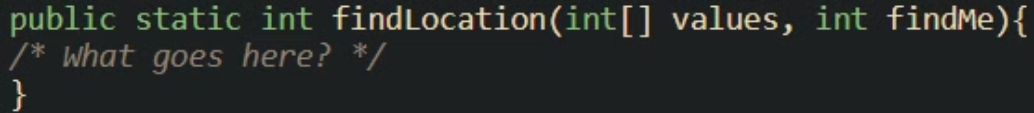 public static int findLocation(int[] values, int findMe){
/* What goes here? */
}